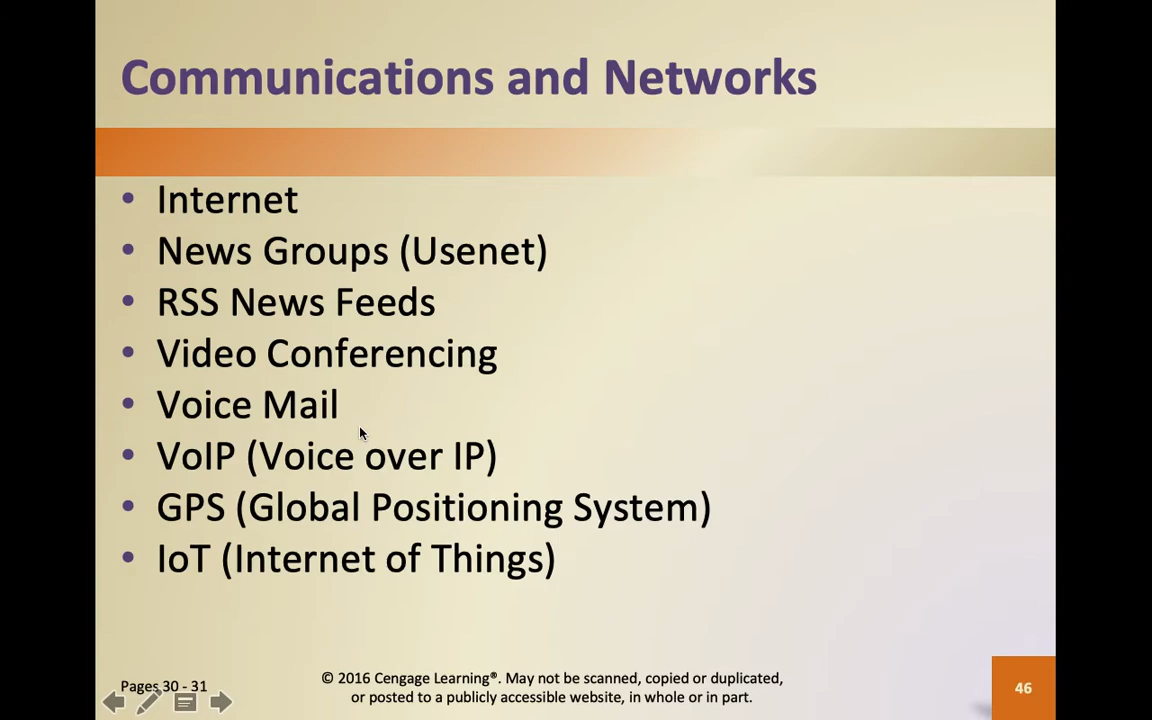 Communications and Networks
• Internet
• News Groups (Usenet)
• RSS News Feeds
• Video Conferencing
• Voice Mail
• VoIP (Voice over IP)
• GPS (Global Positioning System)
• IoT (Internet of Things)
Pages 30 - 31
© 2016 Cengage Learning®. May not be scanned, copied or duplicated,
or posted to a publicly accessible website, in whole or in part.
46